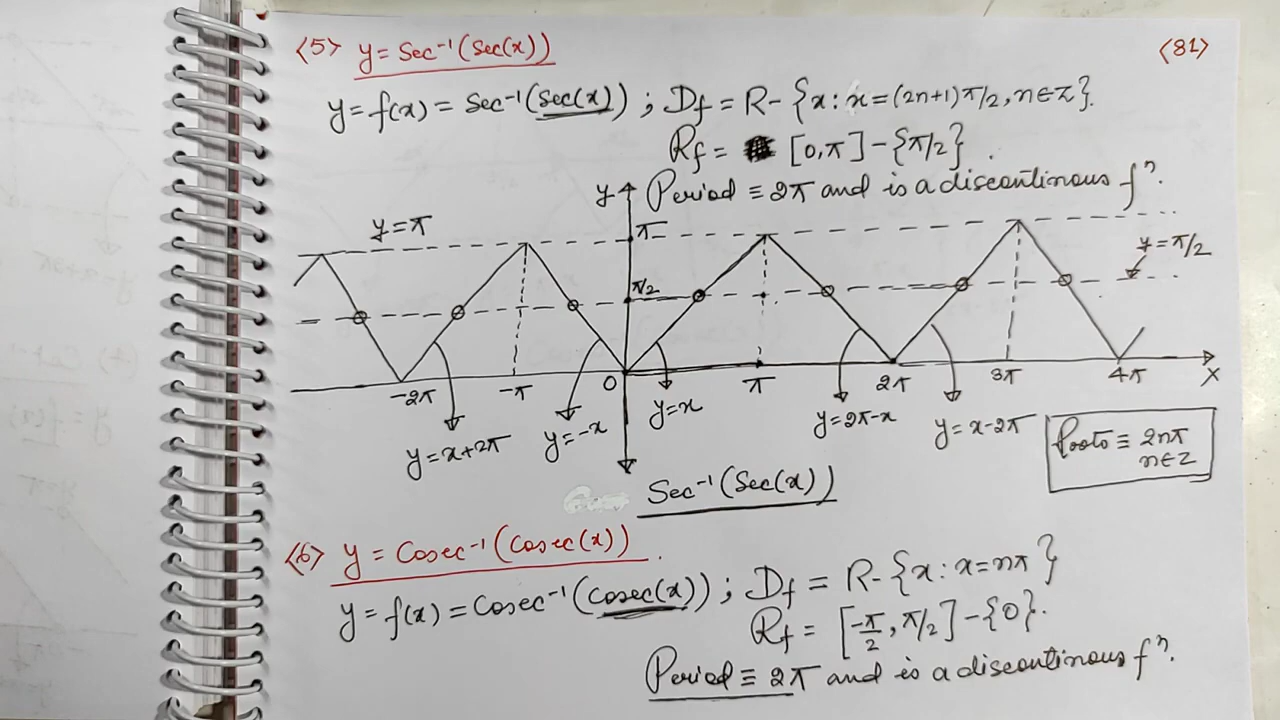 <5> y = Sec⁻¹(Sec(x))
<81>
y = f(x) = Sec⁻¹(Sec(x)) ; Df = R - {x : x = (2n+1)π/2, n∈Z}.
Rf = [0,π] - {π/2}.
Period ≡ 2π and is a discontinous fⁿ.
y
y = π
π
y = π/2
π/2
-2π
-π
0
π
2π
3π
4π
X
y = x+2π
y = -x
y = x
y = 2π-x
y = x-2π
Roots ≡ 2nπ
n∈Z
Sec⁻¹(Sec(x))
<6> y = Cosec⁻¹(Cosec(x)).
y = f(x) = Cosec⁻¹(Cosec(x)) ; Df = R - {x : x = nπ}
Rf = [-π/2, π/2] - {0}.
Period ≡ 2π and is a discontinous fⁿ.